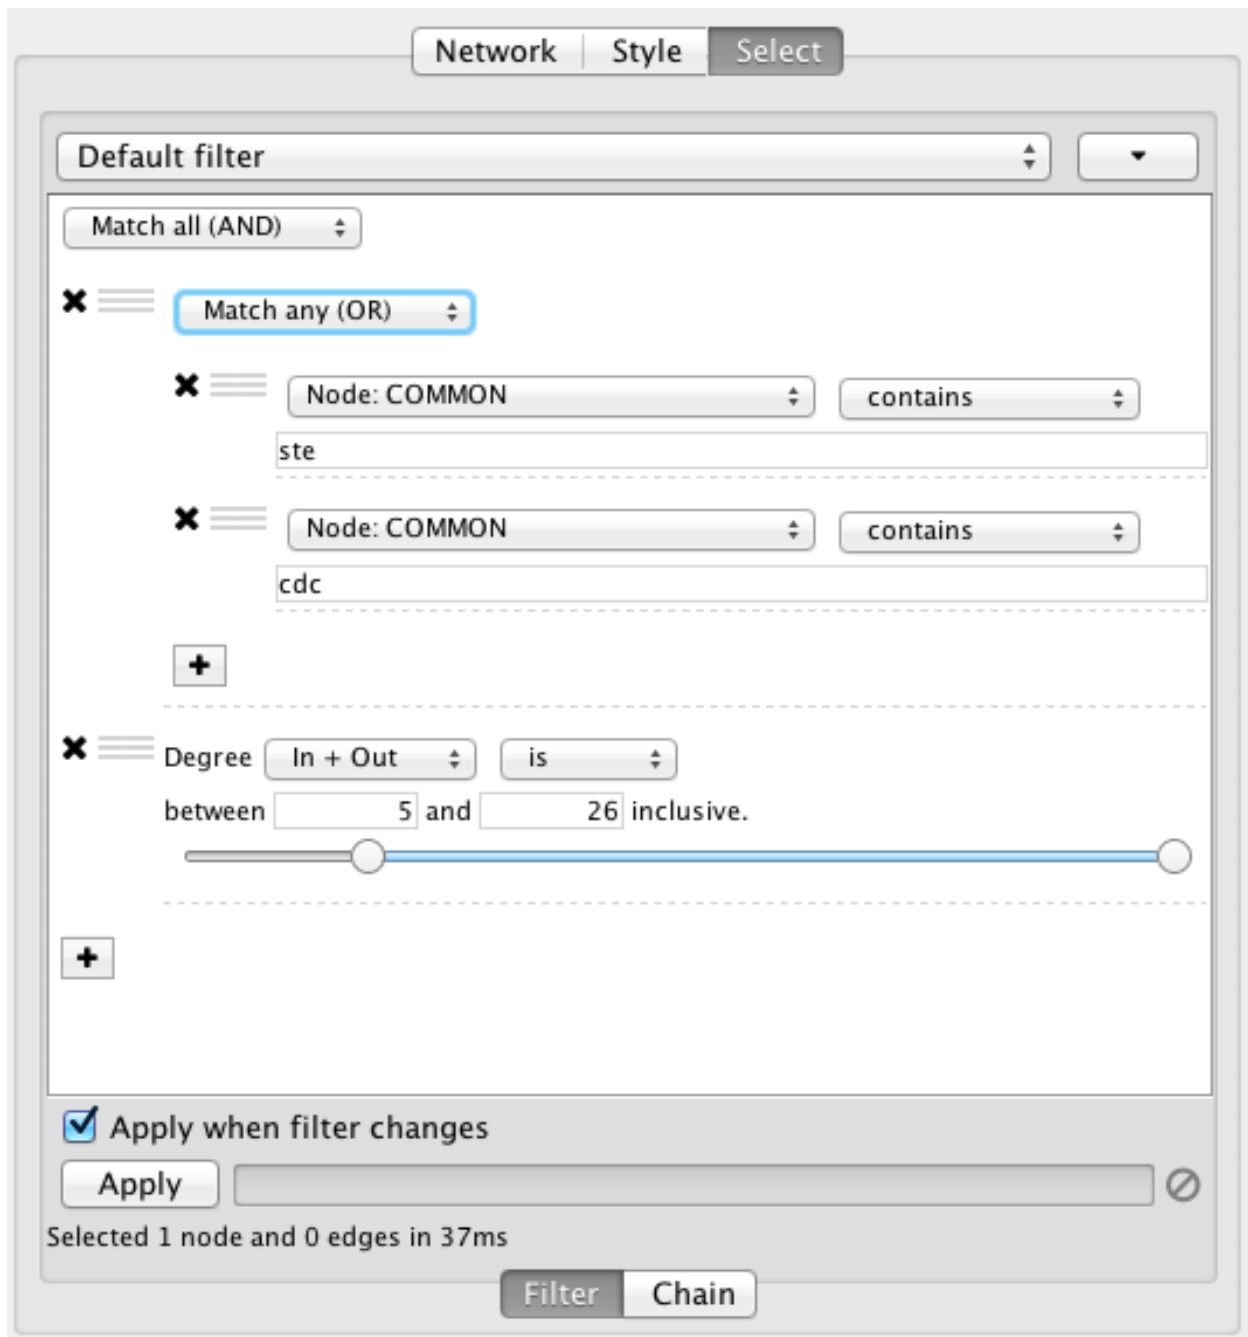 Network Style Select
Default filter
Match all (AND)
Match any (OR)
Node: COMMON contains
ste
Node: COMMON contains
cdc
Degree In + Out is
between 5 and 26 inclusive.
Apply when filter changes
Apply
Selected 1 node and 0 edges in 37ms
Filter Chain